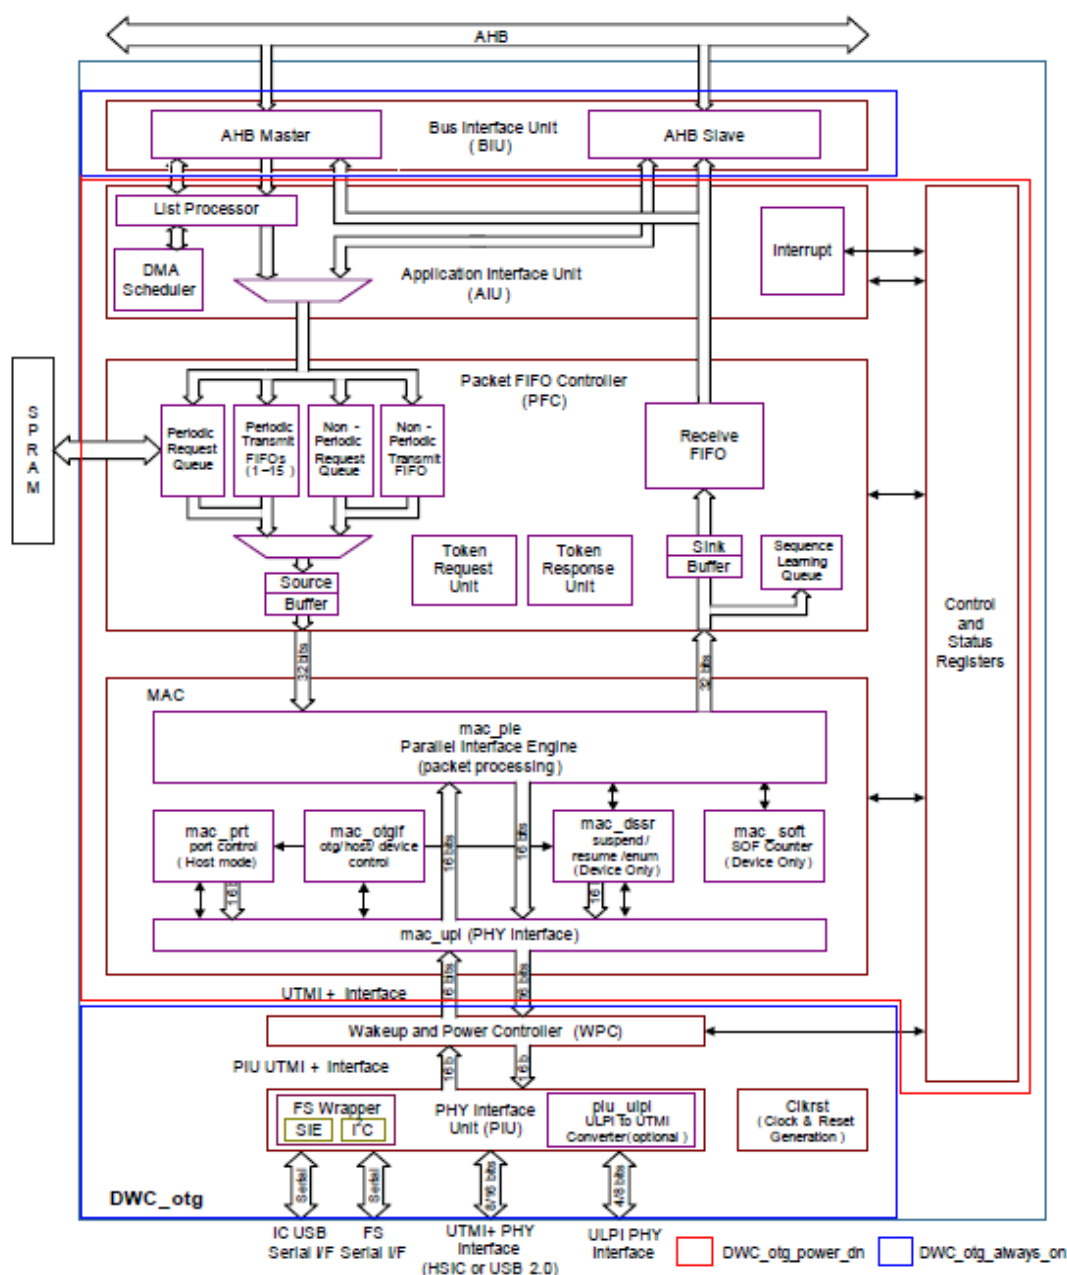 AHB
AHB Master
Bus Interface Unit
(BIU)
AHB Slave
List Processor
DMA
Scheduler
Application Interface Unit
(AIU)
Interrupt
S
P
R
A
M
Packet FIFO Controller
(PFC)
Periodic
Request
Queue
Periodic
Transmit
FIFOs
(1–15)
Non -
Periodic
Request
Queue
Non -
Periodic
Transmit
FIFO
Receive
FIFO
Token
Request
Unit
Token
Response
Unit
Sink
Buffer
Sequence
Learning
Queue
Source
Buffer
Control
and
Status
Registers
32 bits
32 bits
MAC
mac_pie
Parallel Interface Engine
(packet processing)
mac_prt
port control
(Host mode)
mac_otgif
otg/host/ device
control
16 bits
16 bits
mac_dssr
suspend/
resume /enum
(Device Only)
mac_soft
SOF Counter
(Device Only)
16 b
16
mac_upi (PHY Interface)
16 bits
16 bits
UTMI + Interface
Wakeup and Power Controller (WPC)
PIU UTMI + Interface
16 b
16 b
FS Wrapper
SIE
I²C
PHY Interface
Unit (PIU)
piu_ulpi
ULPI To UTMI
Converter(optional)
Clkrst
(Clock & Reset
Generation)
Serial
Serial
8/16 bits
4/8 bits
DWC_otg
IC USB
Serial I/F
FS
Serial I/F
UTMI+ PHY
Interface
(HSIC or USB 2.0)
ULPI PHY
Interface
DWC_otg_power_dn
DWC_otg_always_on